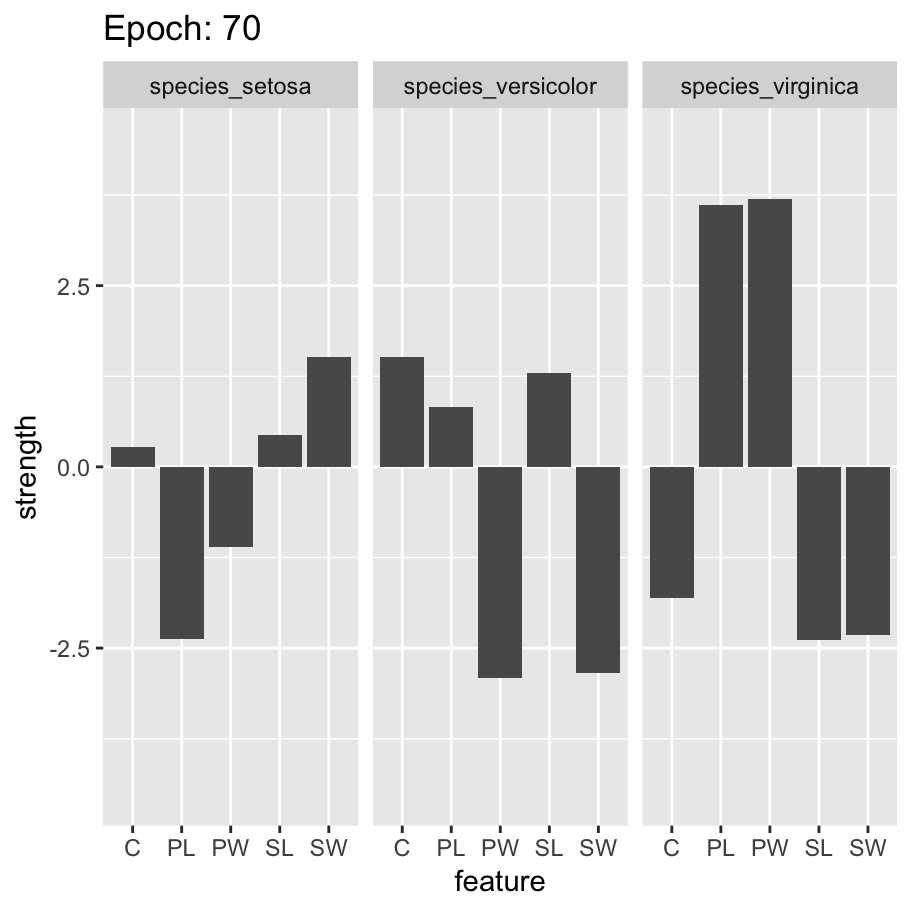 Epoch: 70
species_setosa species_versicolor species_virginica
2.5
0.0
-2.5
strength
C PL PW SL SW C PL PW SL SW C PL PW SL SW
feature